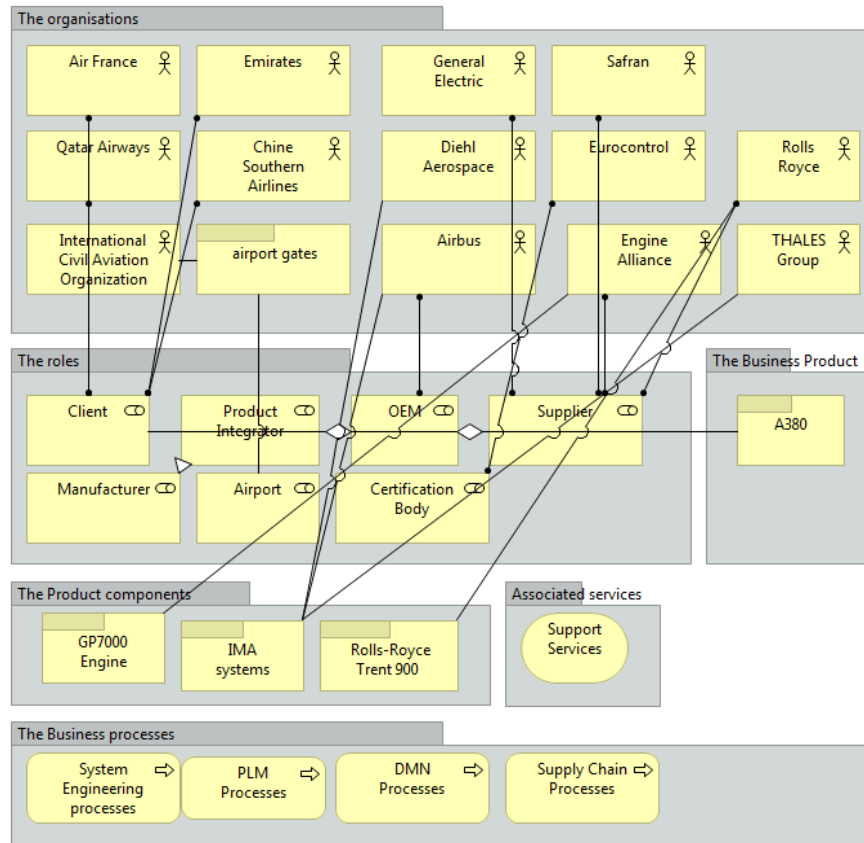 The organisations
Air France
Emirates
General
Electric
Safran
Qatar Airways
Chine
Southern
Airlines
Diehl
Aerospace
Eurocontrol
Rolls
Royce
International
Civil Aviation
Organization
airport gates
Airbus
Engine
Alliance
THALES
Group
The roles
The Business Product
Client
Product
Integrator
OEM
Supplier
A380
Manufacturer
Airport
Certification
Body
The Product components
Associated services
GP7000
Engine
IMA
systems
Rolls-Royce
Trent 900
Support
Services
The Business processes
System
Engineering
processes
PLM
Processes
DMN
Processes
Supply Chain
Processes